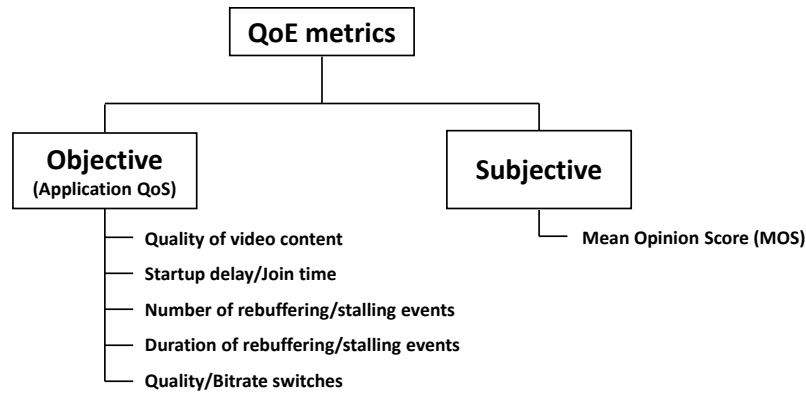 QoE metrics
Objective
(Application QoS)
Subjective
Quality of video content
Startup delay/Join time
Number of rebuffering/stalling events
Duration of rebuffering/stalling events
Quality/Bitrate switches
Mean Opinion Score (MOS)